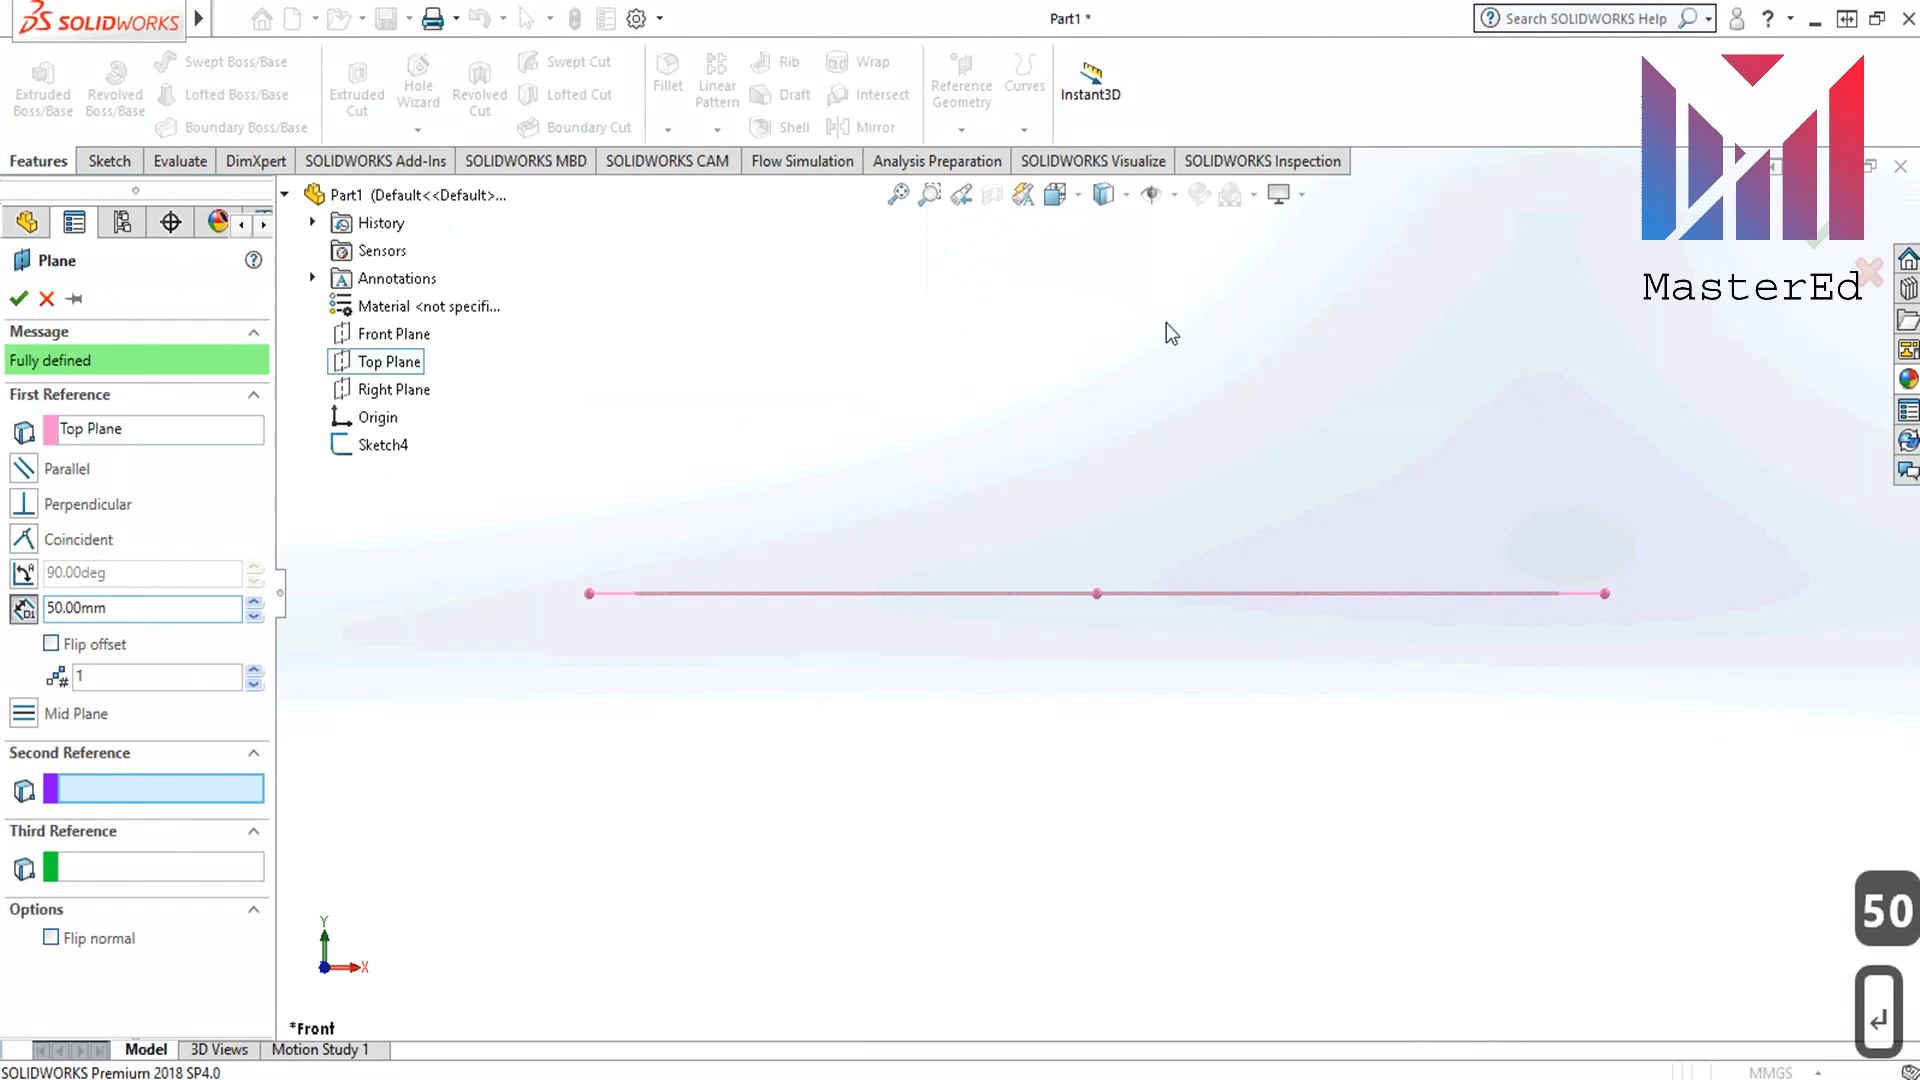 SOLIDWORKS
Part1 *
Search SOLIDWORKS Help
?
Extruded Boss/Base
Revolved Boss/Base
Swept Boss/Base
Lofted Boss/Base
Boundary Boss/Base
Extruded Cut
Hole Wizard
Revolved Cut
Swept Cut
Lofted Cut
Boundary Cut
Fillet
Linear Pattern
Rib
Draft
Shell
Wrap
Intersect
Mirror
Reference Geometry
Curves
Instant3D
Features
Sketch
Evaluate
DimXpert
SOLIDWORKS Add-Ins
SOLIDWORKS MBD
SOLIDWORKS CAM
Flow Simulation
Analysis Preparation
SOLIDWORKS Visualize
SOLIDWORKS Inspection
MasterEd
Part1 (Default<<Default>...
History
Sensors
Annotations
Material <not specifi...
Front Plane
Top Plane
Right Plane
Origin
Sketch4
Plane
Message
Fully defined
First Reference
Top Plane
Parallel
Perpendicular
Coincident
90.00deg
50.00mm
Flip offset
1
Mid Plane
Second Reference
Third Reference
Options
Flip normal
Y
X
*Front
50
Model
3D Views
Motion Study 1
SOLIDWORKS Premium 2018 SP4.0
MMGS